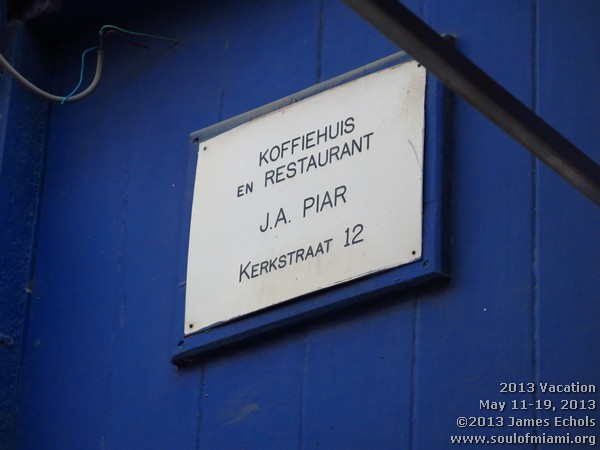 KOFFIEHUIS
EN RESTAURANT
J.A. PIAR
KERKSTRAAT 12
2013 Vacation
May 11-19, 2013
©2013 James Echols
www.soulofmiami.org